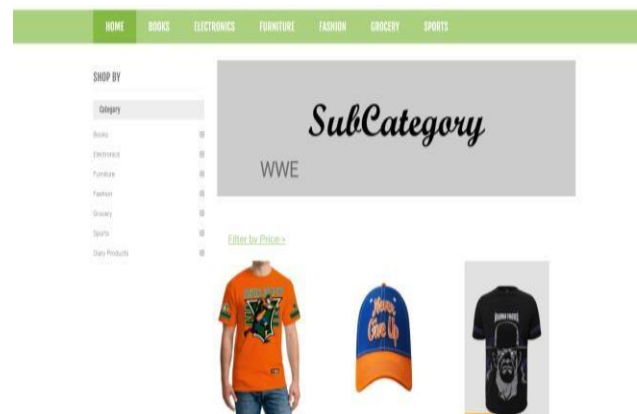 HOME BOOKS ELECTRONICS FURNITURE FASHION GROCERY SPORTS
SHOP BY
Category
Books
Electronics
Furniture
Fashion
Grocery
Sports
Diary Products
SubCategory
WWE
Filter by Price->
Never
Give Up